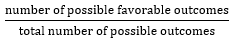 number of possible favorable outcomes
total number of possible outcomes